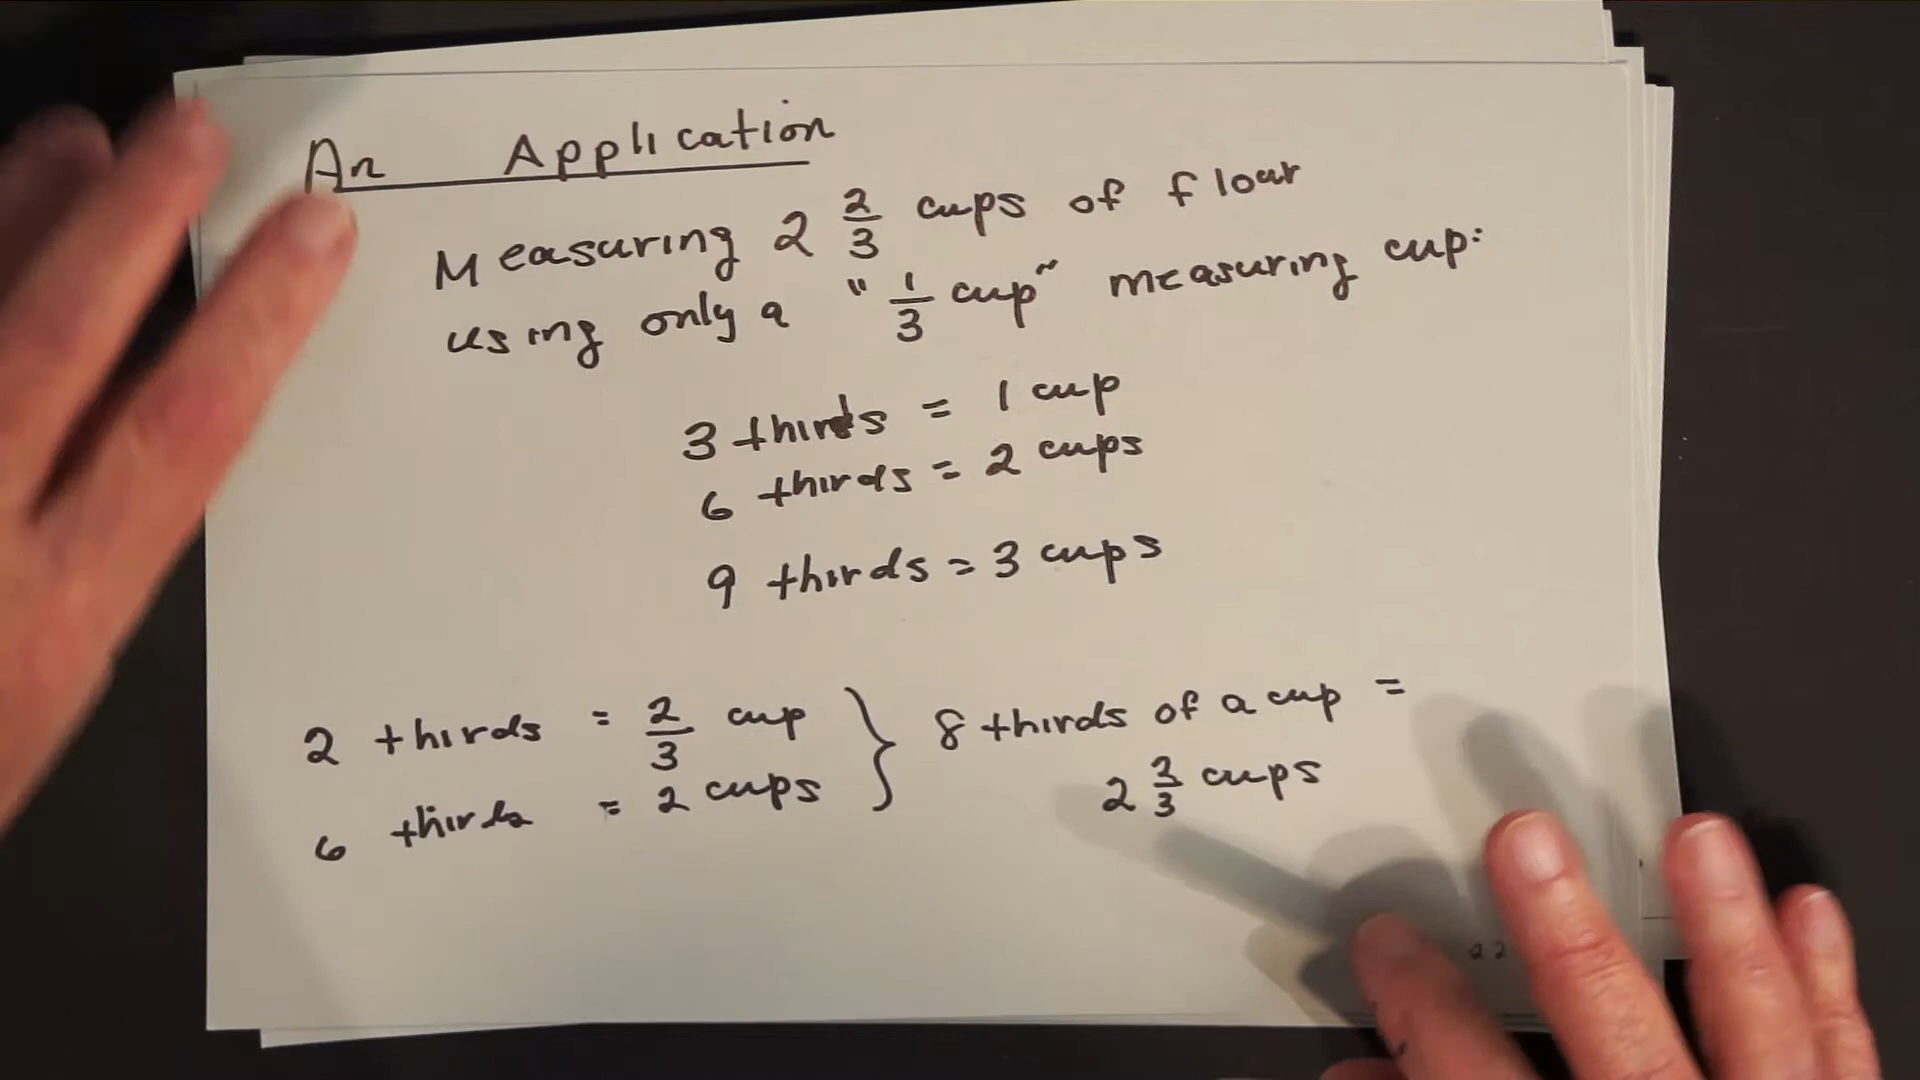 An Application
Measuring 2 2/3 cups of flour
using only a "1/3 cup" measuring cup:
3 thirds = 1 cup
6 thirds = 2 cups
9 thirds = 3 cups
2 thirds = 2/3 cup } 8 thirds of a cup =
6 thirds = 2 cups 2 2/3 cups
22